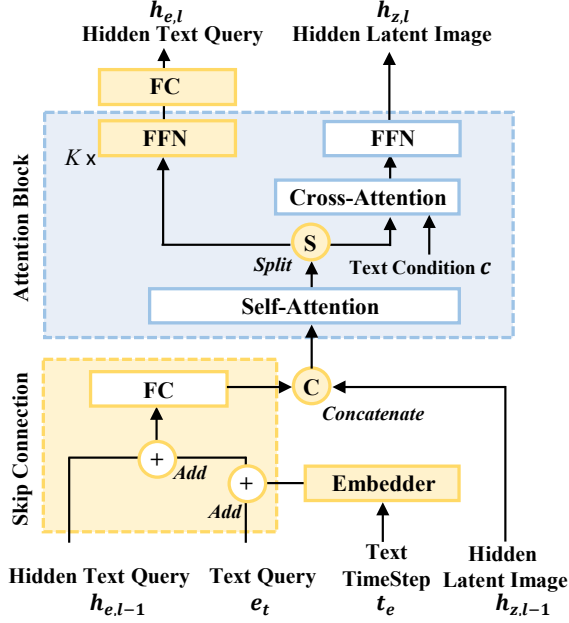 h_{e,l} h_{z,l}
Hidden Text Query Hidden Latent Image
FC
FFN FFN
K x
Cross-Attention
S
Split Text Condition c
Self-Attention
Attention Block
FC C
Concatenate
+ Add
+ Embedder
Add
Skip Connection
Hidden Text Query
h_{e,l-1}
Text Query
e_t
Text
TimeStep
t_e
Hidden
Latent Image
h_{z,l-1}